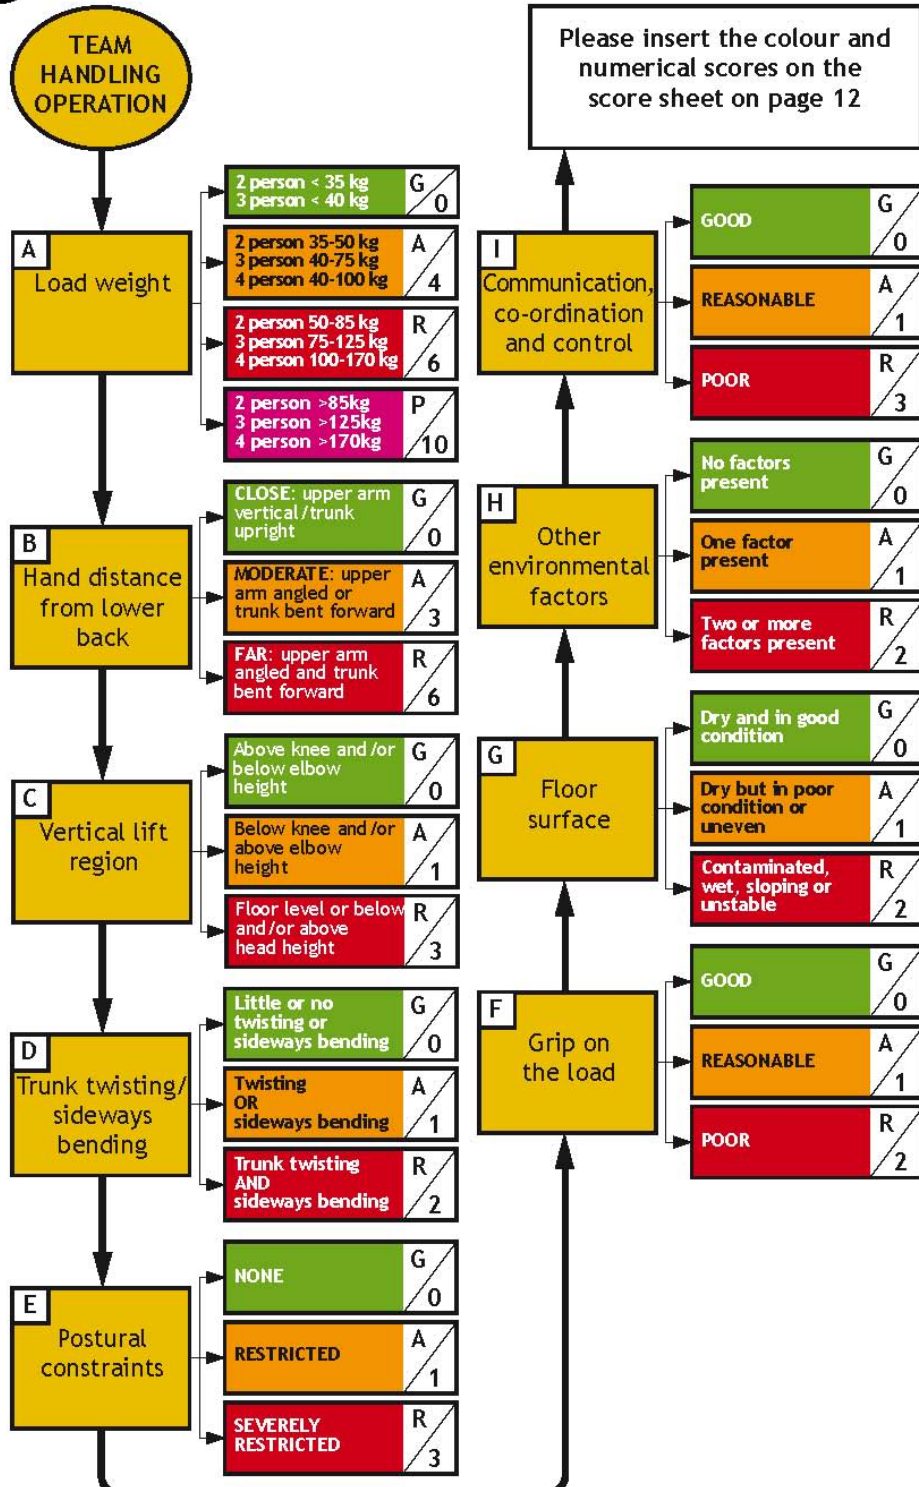 TEAM
HANDLING
OPERATION
A
Load weight
2 person < 35 kg
3 person < 40 kg
G
0
2 person 35-50 kg
3 person 40-75 kg
4 person 40-100 kg
A
4
2 person 50-85 kg
3 person 75-125 kg
4 person 100-170 kg
R
6
2 person >85kg
3 person >125kg
4 person >170kg
P
10
B
Hand distance
from lower
back
CLOSE: upper arm
vertical/trunk
upright
G
0
MODERATE: upper
arm angled or
trunk bent forward
A
3
FAR: upper arm
angled and trunk
bent forward
R
6
C
Vertical lift
region
Above knee and/or
below elbow
height
G
0
Below knee and/or
above elbow
height
A
1
Floor level or below
and/or above
head height
R
3
D
Trunk twisting/
sideways
bending
Little or no
twisting or
sideways bending
G
0
Twisting
OR
sideways bending
A
1
Trunk twisting
AND
sideways bending
R
2
E
Postural
constraints
NONE
G
0
RESTRICTED
A
1
SEVERELY
RESTRICTED
R
3
Please insert the colour and
numerical scores on the
score sheet on page 12
I
Communication,
co-ordination
and control
GOOD
G
0
REASONABLE
A
1
POOR
R
3
H
Other
environmental
factors
No factors
present
G
0
One factor
present
A
1
Two or more
factors present
R
2
G
Floor
surface
Dry and in good
condition
G
0
Dry but in poor
condition or
uneven
A
1
Contaminated,
wet, sloping or
unstable
R
2
F
Grip on
the load
GOOD
G
0
REASONABLE
A
1
POOR
R
2